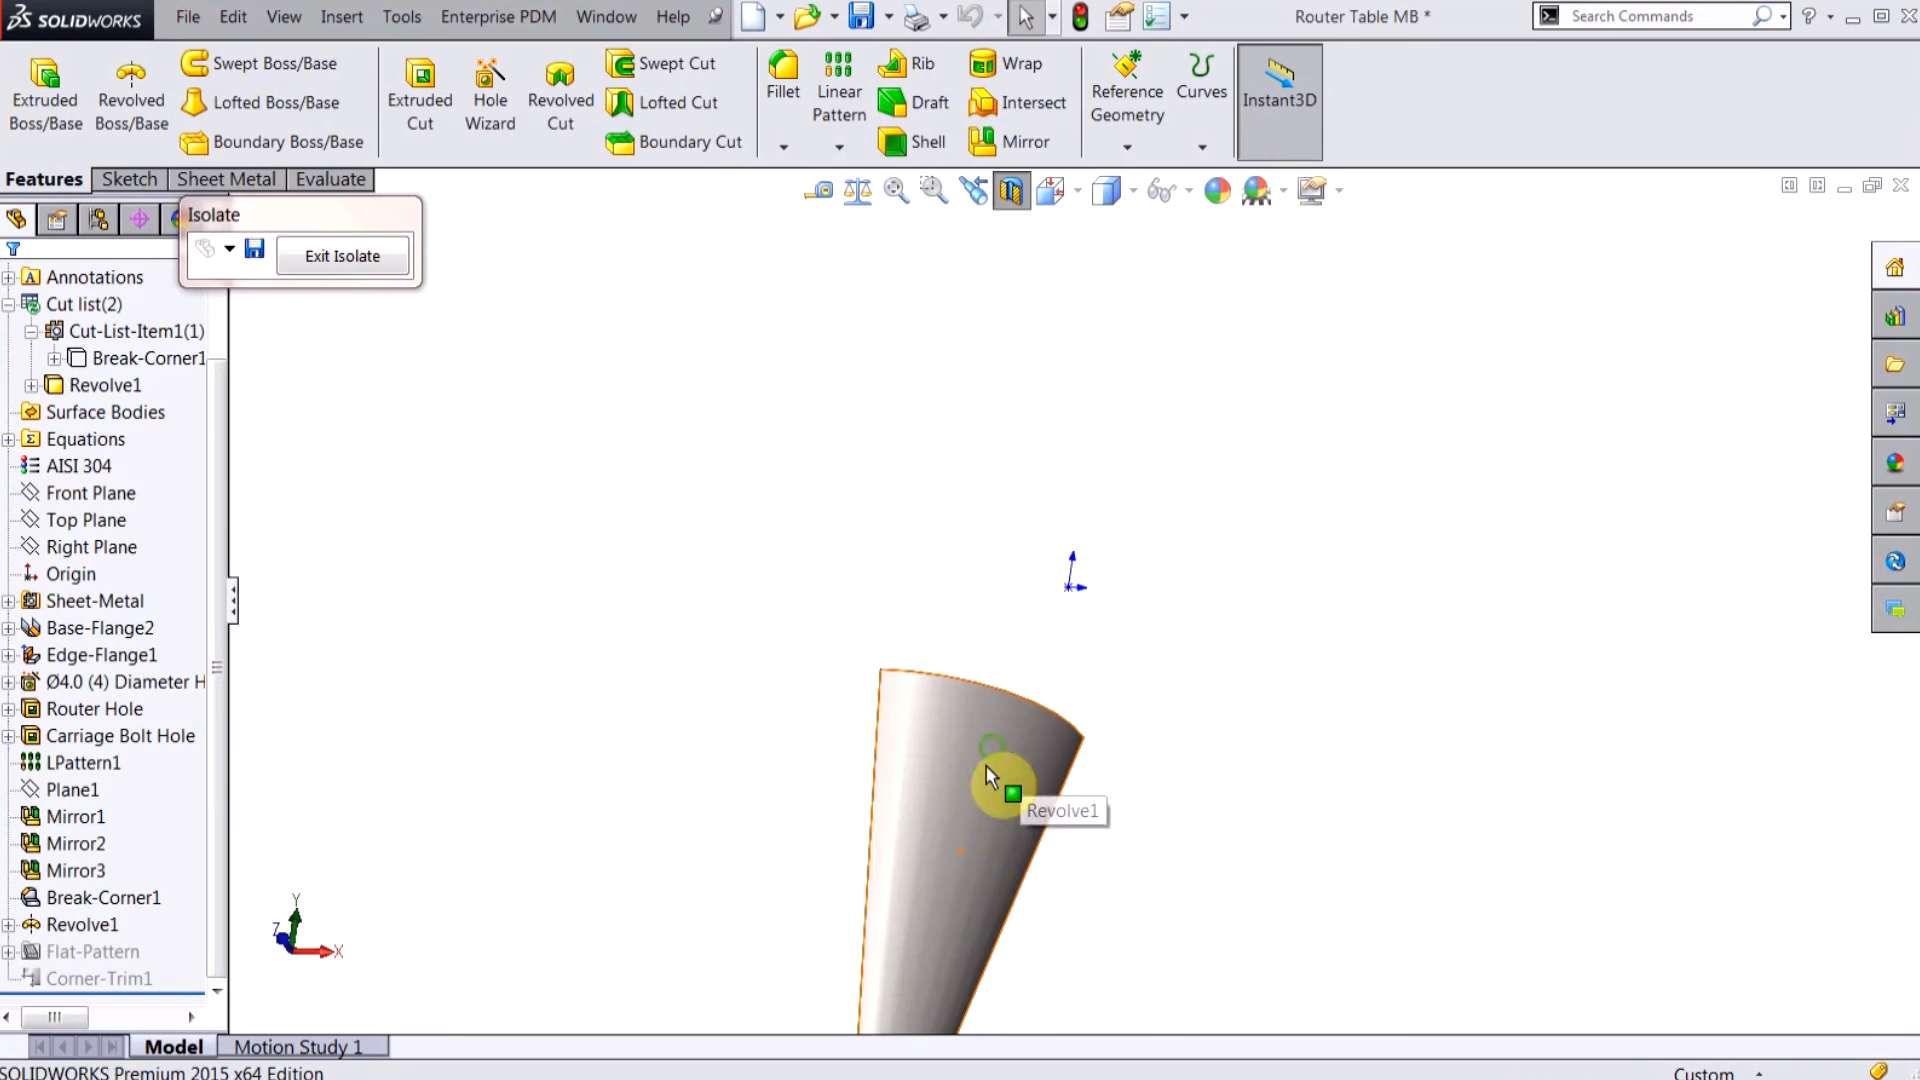 SOLIDWORKS File Edit View Insert Tools Enterprise PDM Window Help Router Table MB * Search Commands
Extruded Boss/Base
Revolved Boss/Base
Swept Boss/Base
Lofted Boss/Base
Boundary Boss/Base
Extruded Cut
Hole Wizard
Revolved Cut
Swept Cut
Lofted Cut
Boundary Cut
Fillet
Linear Pattern
Rib
Draft
Shell
Wrap
Intersect
Mirror
Reference Geometry
Curves
Instant3D
Features Sketch Sheet Metal Evaluate
Isolate
Exit Isolate
Annotations
Cut list(2)
Cut-List-Item1(1)
Break-Corner1
Revolve1
Surface Bodies
Equations
AISI 304
Front Plane
Top Plane
Right Plane
Origin
Sheet-Metal
Base-Flange2
Edge-Flange1
Ø4.0 (4) Diameter H
Router Hole
Carriage Bolt Hole
LPattern1
Plane1
Mirror1
Mirror2
Mirror3
Break-Corner1
Revolve1
Flat-Pattern
Corner-Trim1
Revolve1
Y
Z
X
Model Motion Study 1
SOLIDWORKS Premium 2015 x64 Edition Custom